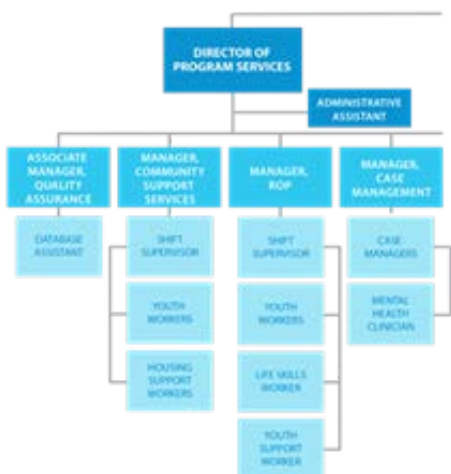 DIRECTOR OF
PROGRAM SERVICES
ADMINISTRATIVE
ASSISTANT
ASSOCIATE
MANAGER,
QUALITY
ASSURANCE
MANAGER,
COMMUNITY
SUPPORT
SERVICES
MANAGER,
ROP
MANAGER,
CASE
MANAGEMENT
DATABASE
ASSISTANT
SHIFT
SUPERVISOR
SHIFT
SUPERVISOR
CASE
MANAGERS
YOUTH
WORKERS
YOUTH
WORKERS
MENTAL
HEALTH
CLINICIAN
HOUSING
SUPPORT
WORKERS
LIFE SKILLS
WORKER
YOUTH
SUPPORT
WORKER